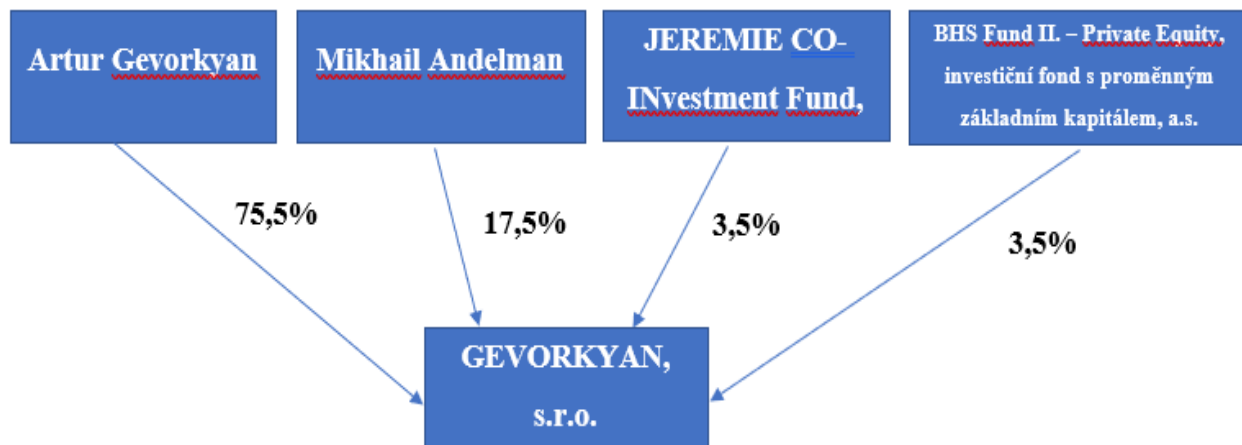 Artur Gevorkyan
Mikhail Andelman
JEREMIE CO-
INvestment Fund,
BHS Fund II. – Private Equity,
investiční fond s proměnným
základním kapitálem, a.s.
75,5%
17,5%
3,5%
3,5%
GEVORKYAN,
s.r.o.